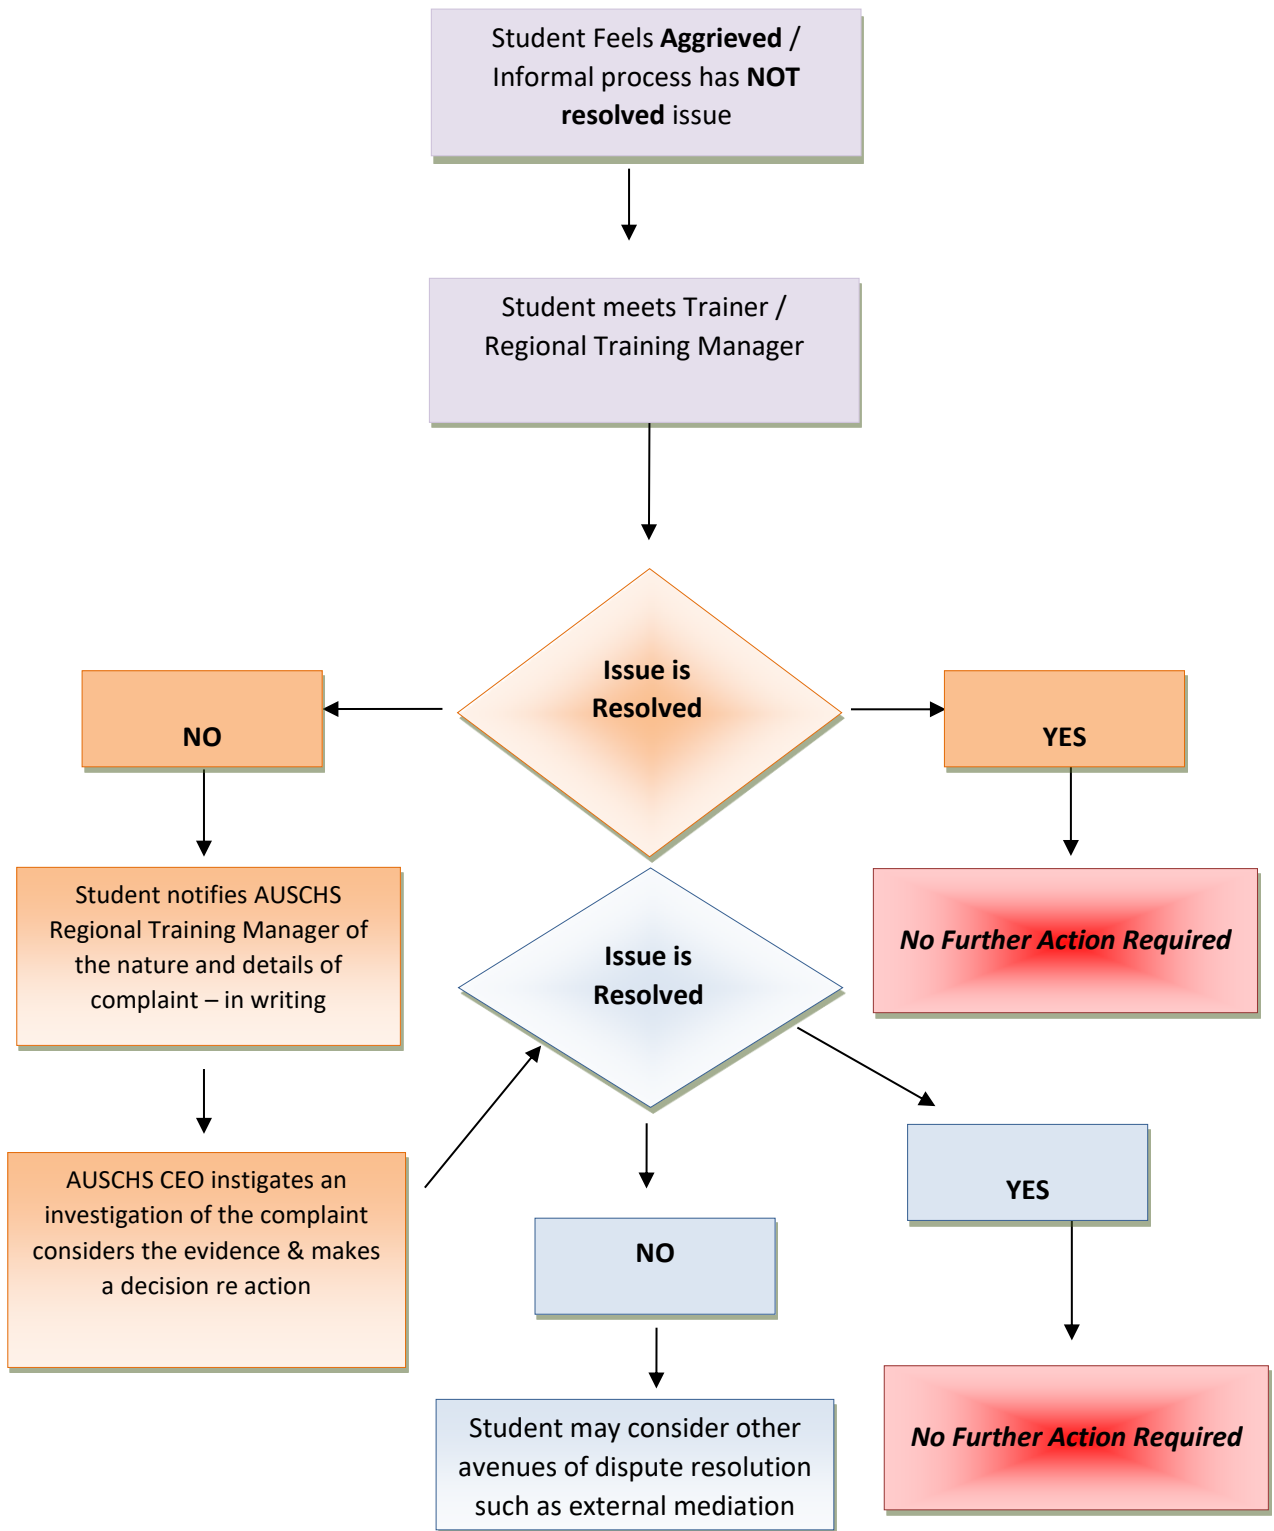 Student Feels Aggrieved /
Informal process has NOT
resolved issue
Student meets Trainer /
Regional Training Manager
Issue is
Resolved
NO
YES
Student notifies AUSCHS
Regional Training Manager of
the nature and details of
complaint – in writing
No Further Action Required
Issue is
Resolved
AUSCHS CEO instigates an
investigation of the complaint
considers the evidence & makes
a decision re action
YES
NO
Student may consider other
avenues of dispute resolution
such as external mediation
No Further Action Required